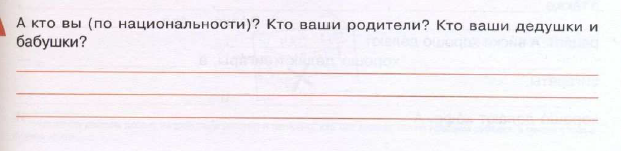 А кто вы (по национальности)? Кто ваши родители? Кто ваши дедушки и
бабушки?